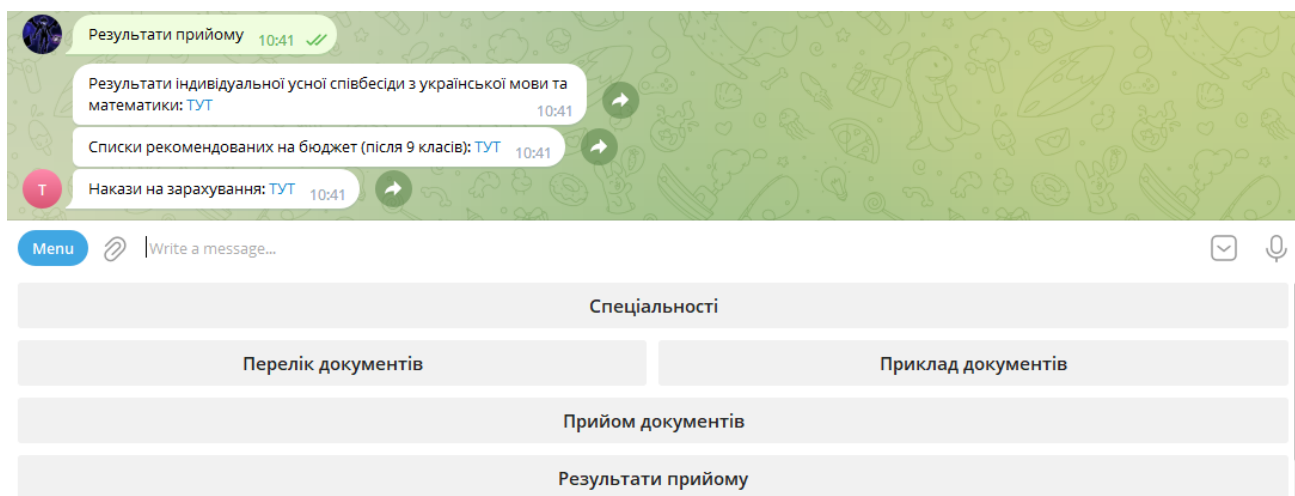 Результати прийому 10:41
Результати індивідуальної усної співбесіди з української мови та
математики: ТУТ 10:41
Списки рекомендованих на бюджет (після 9 класів): ТУТ 10:41
Т
Накази на зарахування: ТУТ 10:41
Menu Write a message...
Спеціальності
Перелік документів Приклад документів
Прийом документів
Результати прийому